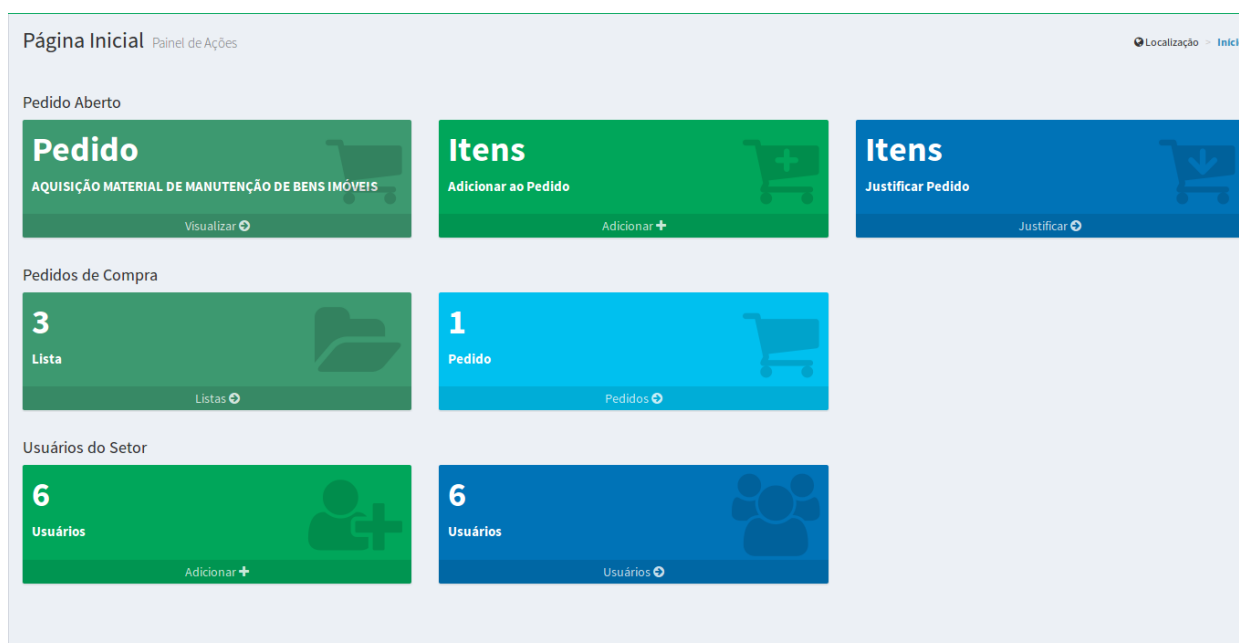 Página Inicial Painel de Ações
Localização > Iníci
Pedido Aberto
Pedido
AQUISIÇÃO MATERIAL DE MANUTENÇÃO DE BENS IMÓVEIS
Visualizar
Itens
Adicionar ao Pedido
Adicionar
Itens
Justificar Pedido
Justificar
Pedidos de Compra
3
Lista
Listas
1
Pedido
Pedidos
Usuários do Setor
6
Usuários
Adicionar
6
Usuários
Usuários